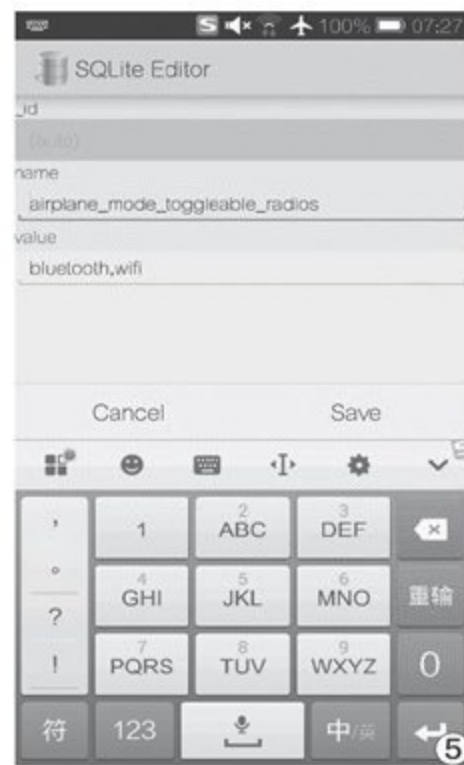 S 100% 07:27
SQLite Editor
_id
(auto)
name
airplane_mode_toggleable_radios
value
bluetooth,wifi
Cancel Save
, 1 2 ABC 3 DEF
。 4 GHI 5 JKL 6 MNO 重输
?
! 7 PQRS 8 TUV 9 WXYZ 0
符 123 中/英
⑤